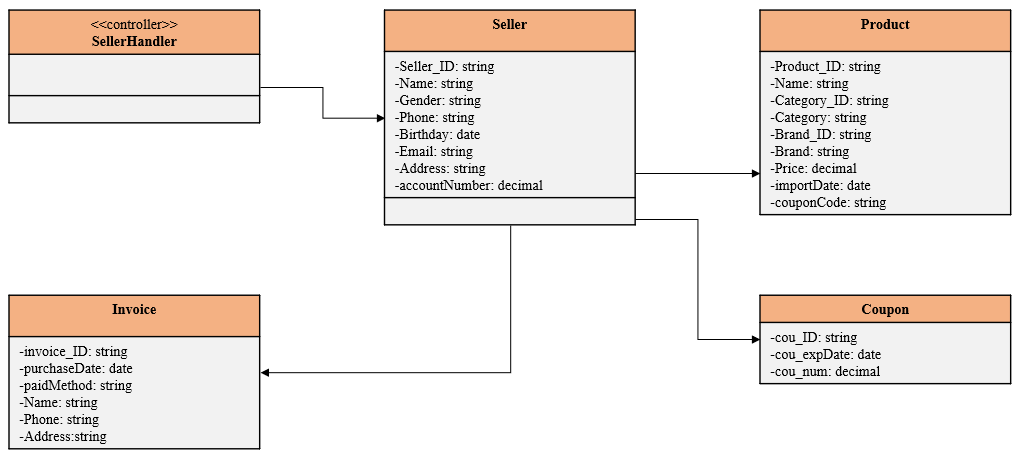 <<controller>>
SellerHandler
Seller
-Seller_ID: string
-Name: string
-Gender: string
-Phone: string
-Birthday: date
-Email: string
-Address: string
-accountNumber: decimal
Product
-Product_ID: string
-Name: string
-Category_ID: string
-Category: string
-Brand_ID: string
-Brand: string
-Price: decimal
-importDate: date
-couponCode: string
Invoice
-invoice_ID: string
-purchaseDate: date
-paidMethod: string
-Name: string
-Phone: string
-Address:string
Coupon
-cou_ID: string
-cou_expDate: date
-cou_num: decimal